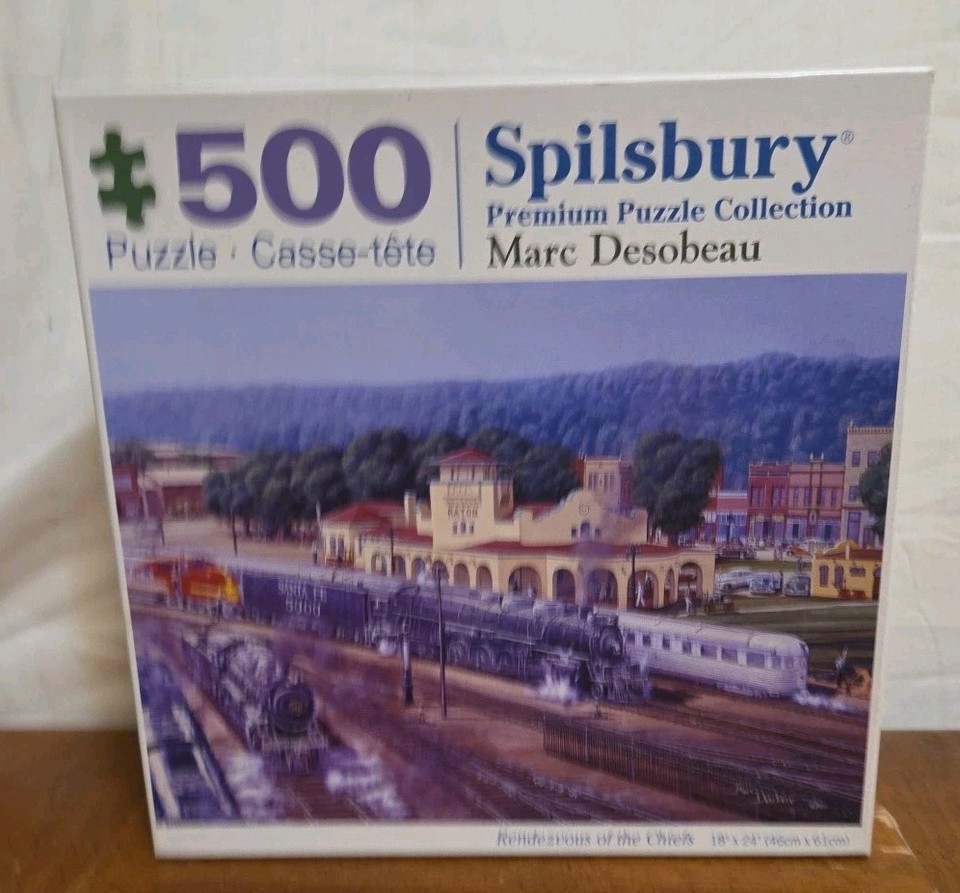 500
Puzzle · Casse-tête
Spilsbury®
Premium Puzzle Collection
Marc Desobeau
RATON
SANTA FE
5000
Rendezvous of the Chiefs 18" x 24" (46cm x 61cm)